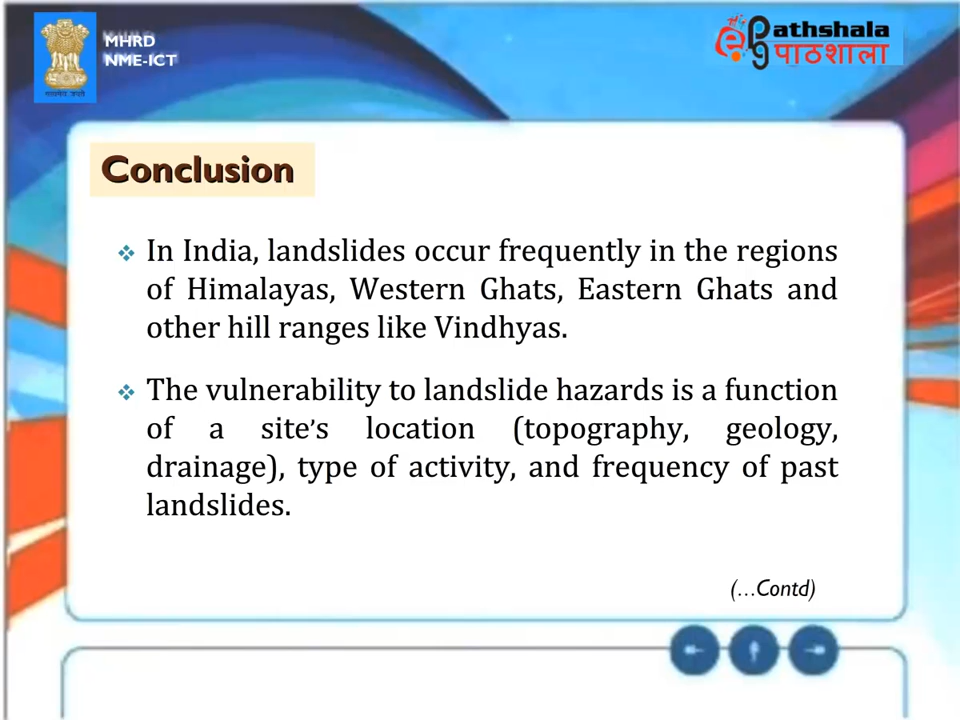 MHRD
NME-ICT
e pg athshala
पाठशाला
Conclusion
❖ In India, landslides occur frequently in the regions
of Himalayas, Western Ghats, Eastern Ghats and
other hill ranges like Vindhyas.
❖ The vulnerability to landslide hazards is a function
of a site's location (topography, geology,
drainage), type of activity, and frequency of past
landslides.
(…Contd)